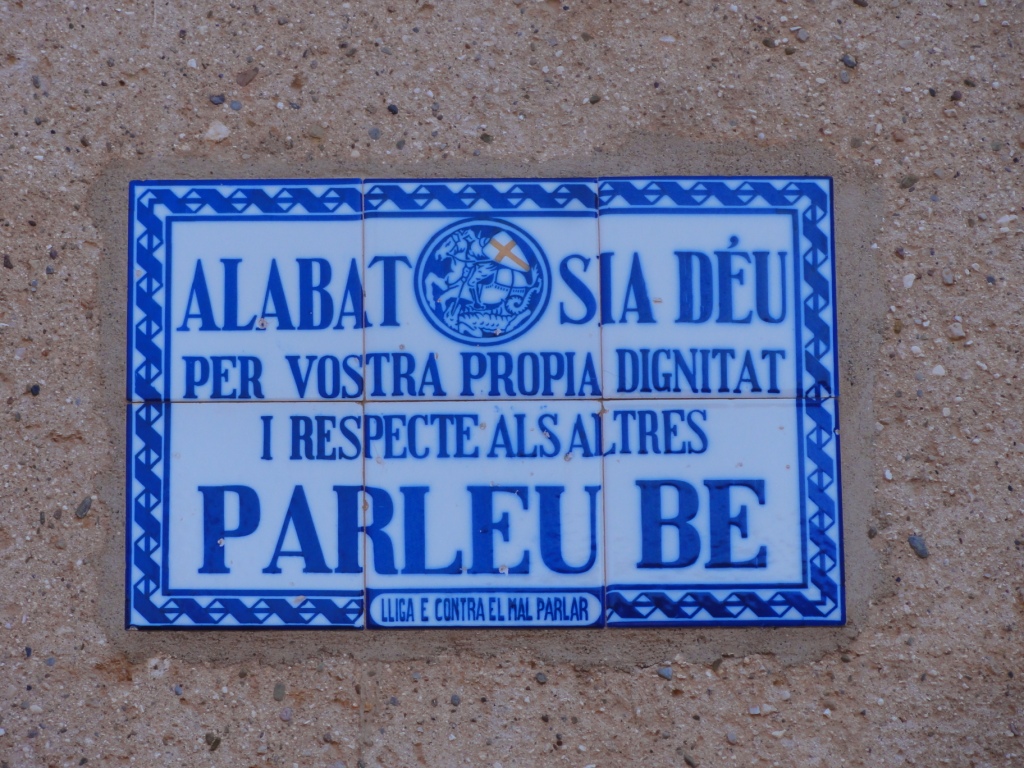 ALABAT SIA DÉU
PER VOSTRA PROPIA DIGNITAT
I RESPECTE ALS ALTRES
PARLEU BE
LLIGA E CONTRA EL MAL PARLAR